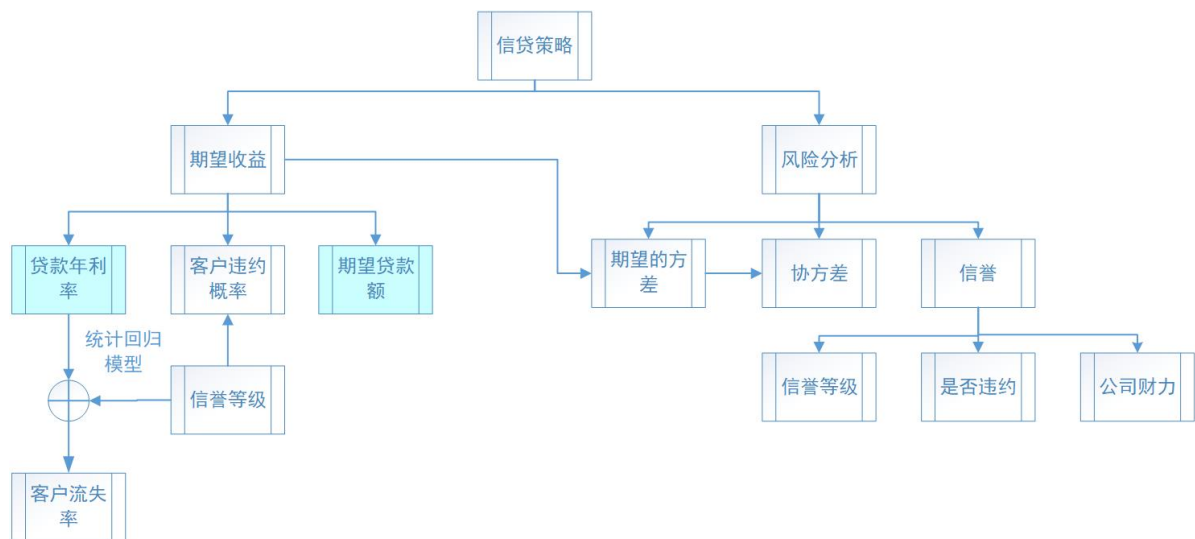 信贷策略
期望收益
风险分析
贷款年利
率
客户违约
概率
期望贷款
额
期望的方
差
协方差
信誉
统计回归
模型
信誉等级
信誉等级
是否违约
公司财力
客户流失
率